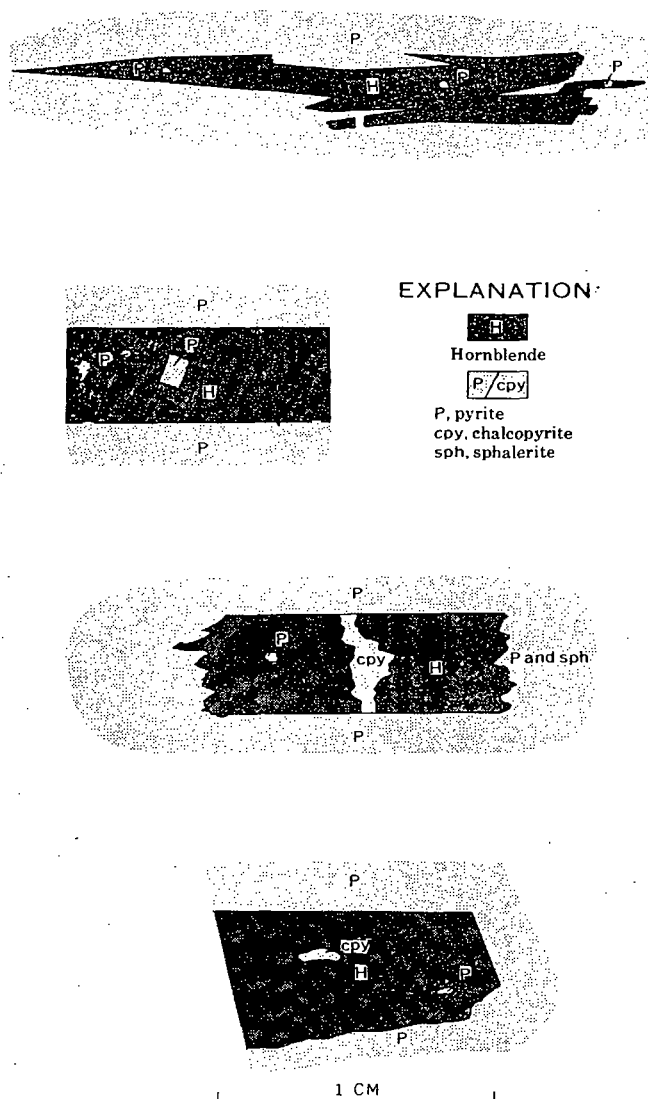 P
P
P
P
H
EXPLANATION
H
Hornblende
P/cpy
P, pyrite
cpy, chalcopyrite
sph, sphalerite
P
P
P
H
P
P
P
cpy
H
P and sph
P
P
cpy
H
P
P
1 CM